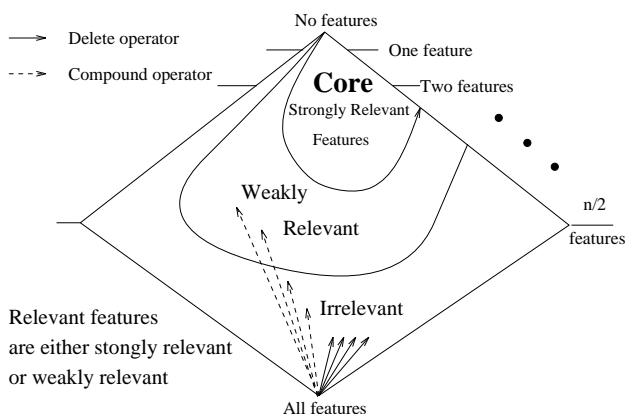 No features
Delete operator
One feature
Compound operator
Core
Two features
Strongly Relevant
Features
Weakly
n/2
Relevant
features
Irrelevant
Relevant features
are either stongly relevant
or weakly relevant
All features